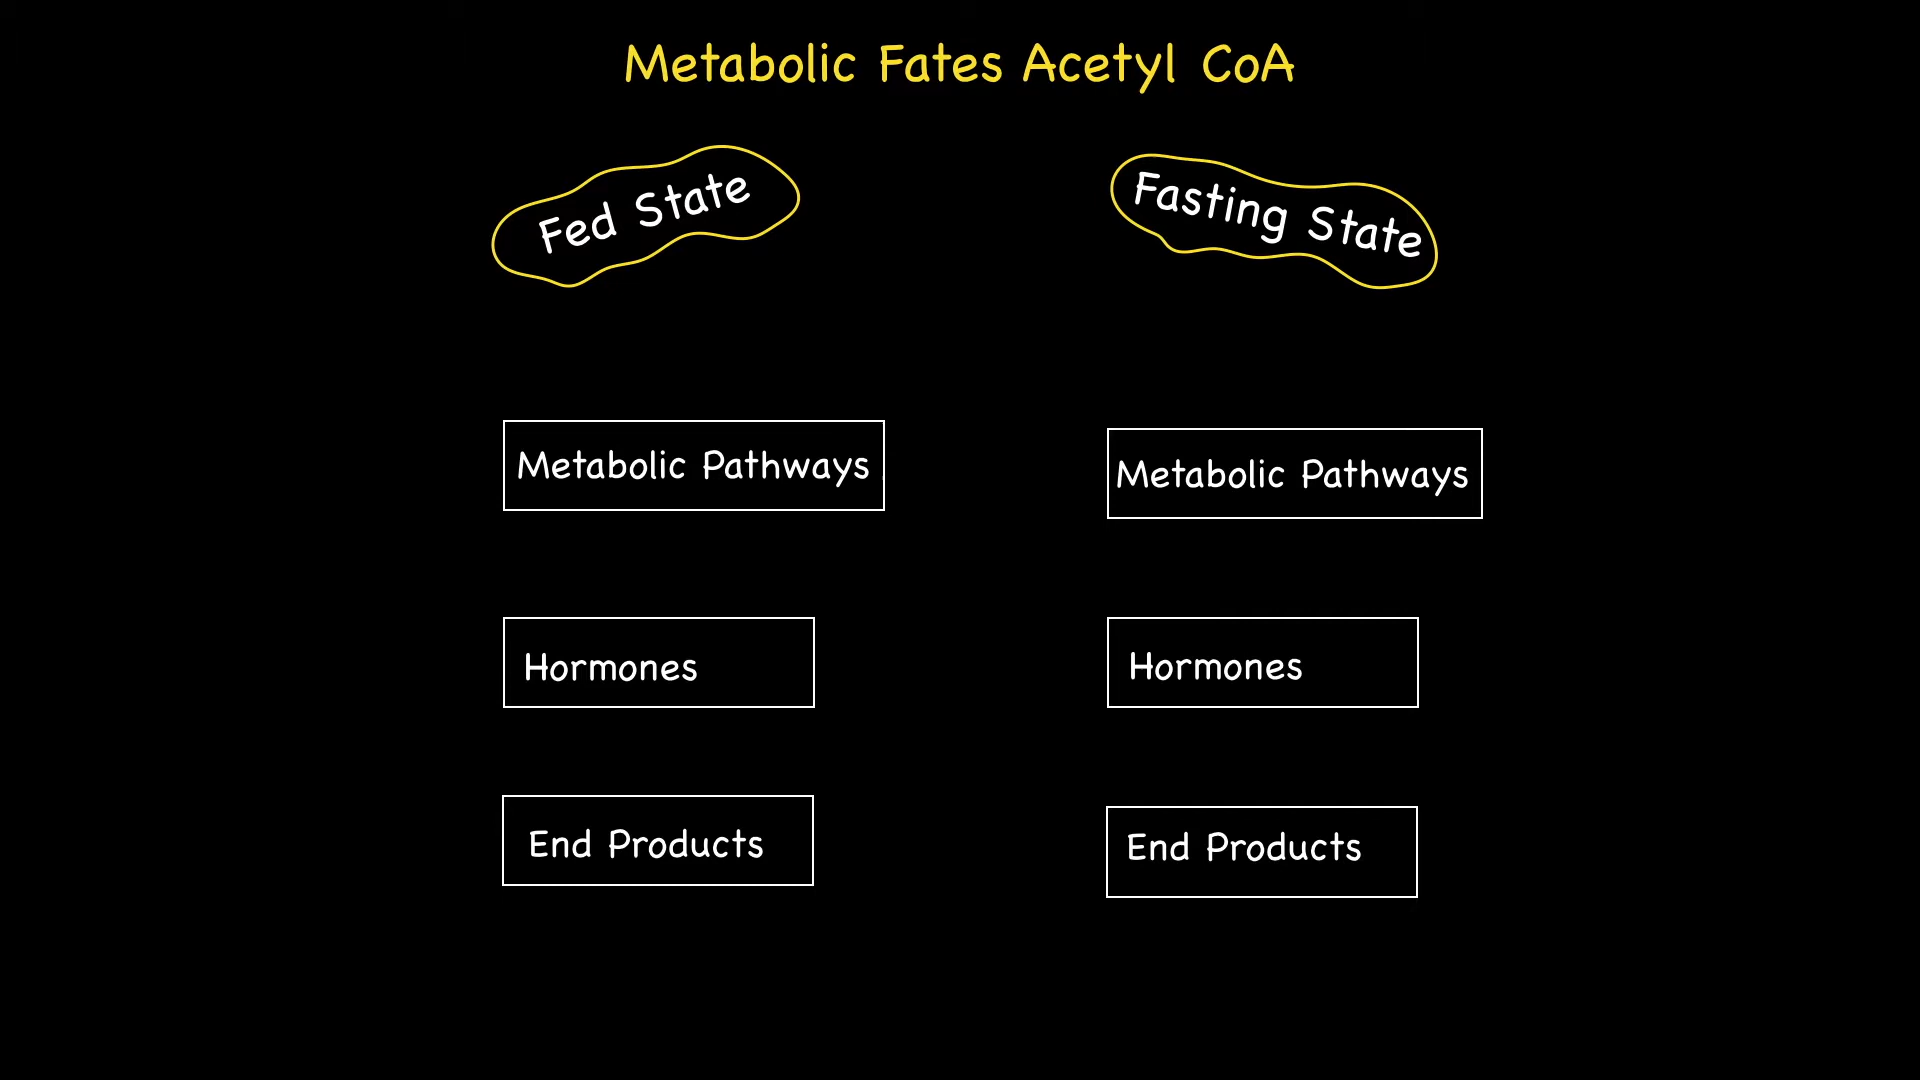 Metabolic Fates Acetyl CoA
Fed State
Fasting State
Metabolic Pathways
Metabolic Pathways
Hormones
Hormones
End Products
End Products